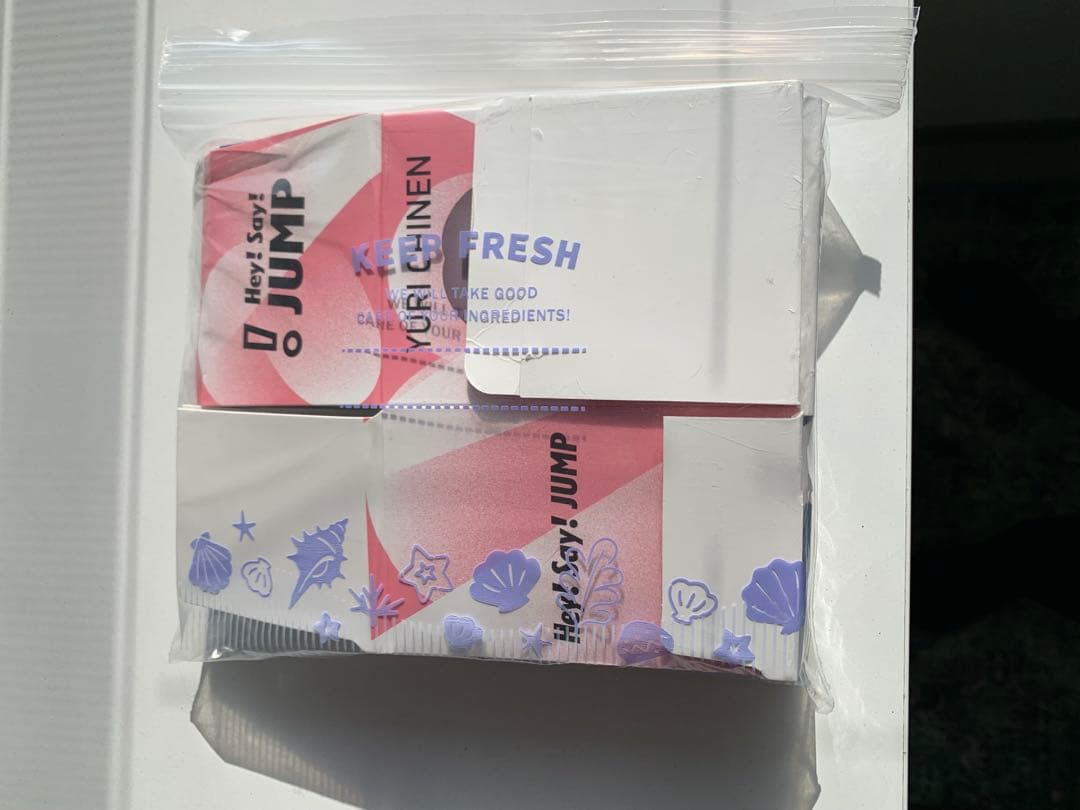 Hey! Say!
JUMP
YURI CHINEN
KEEP FRESH
WE WILL TAKE GOOD
CARE OF YOUR INGREDIENTS!
Hey! Say! JUMP